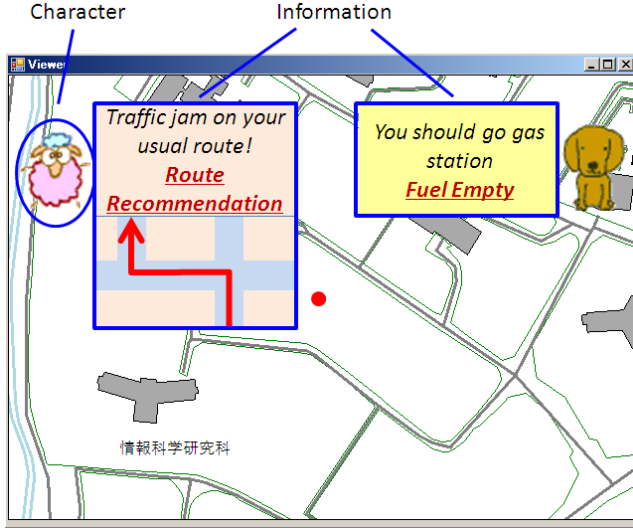 Character
Information
Viewer
Traffic jam on your
usual route!
Route
Recommendation
You should go gas
station
Fuel Empty
情報科学研究科